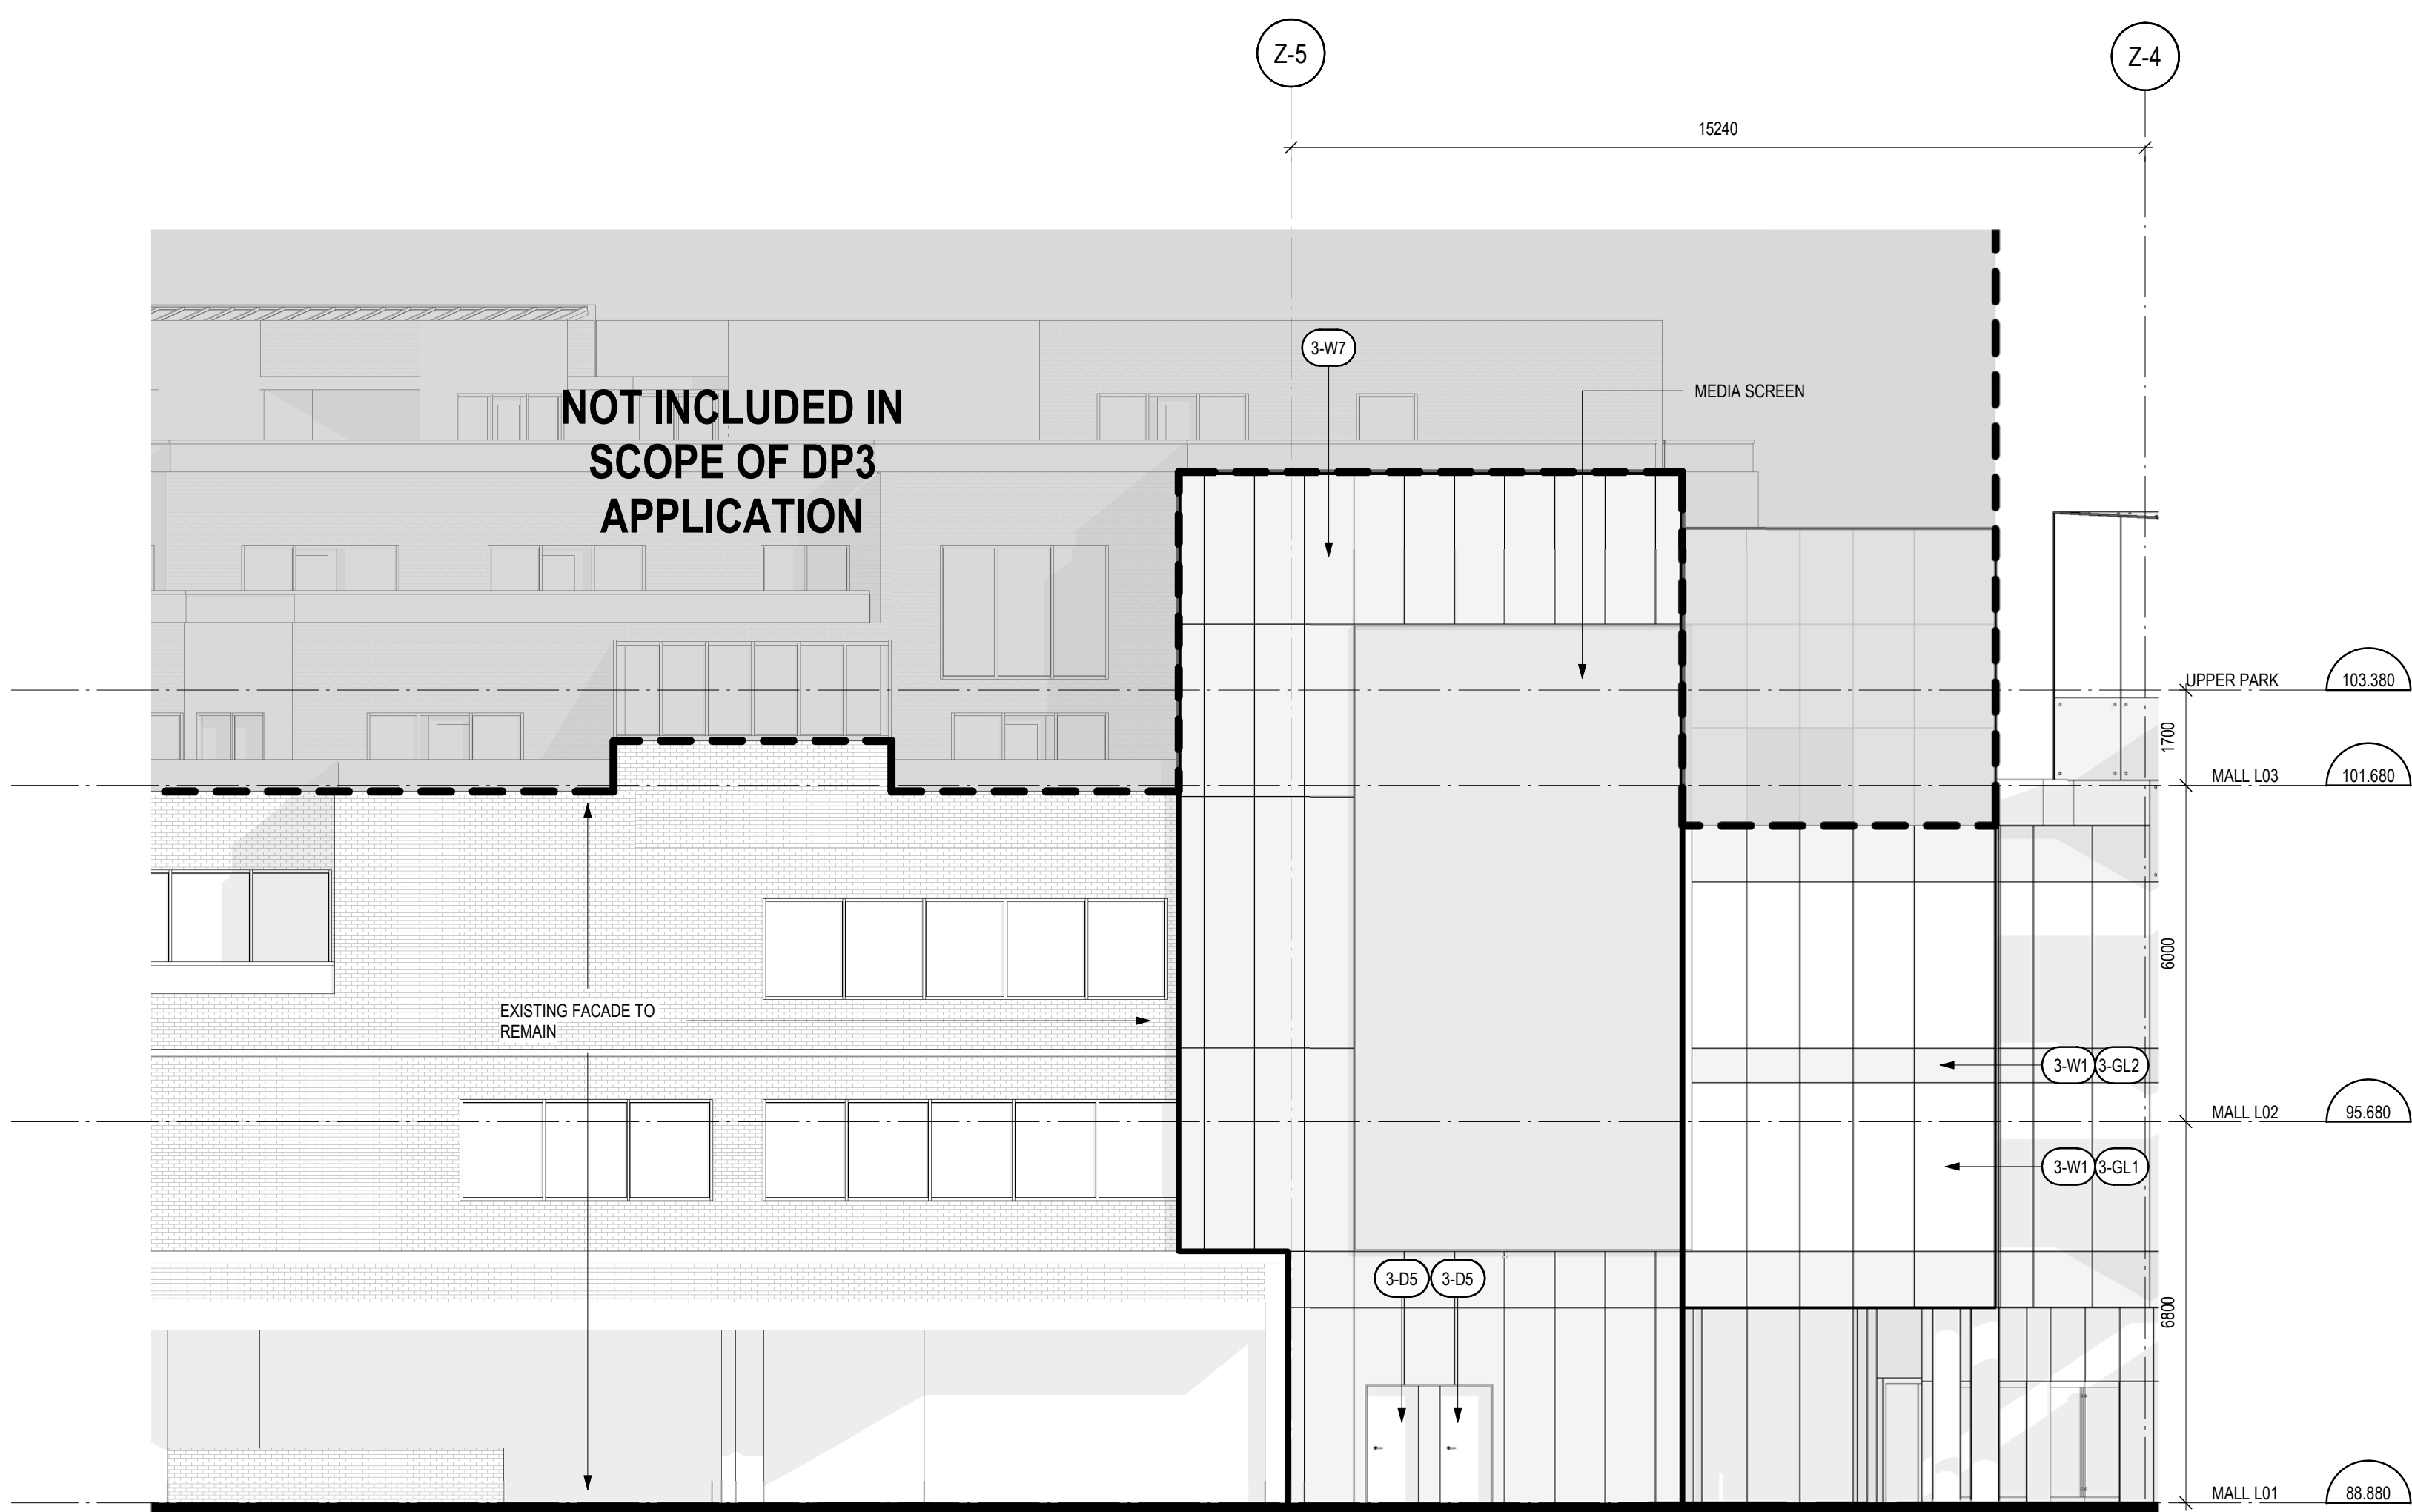 Z-5
Z-4
15240
3-W7
MEDIA SCREEN
NOT INCLUDED IN
SCOPE OF DP3
APPLICATION
UPPER PARK
103.380
1700
MALL L03
101.680
6000
EXISTING FACADE TO
REMAIN
3-W1 3-GL2
MALL L02
95.680
3-W1 3-GL1
3-D5 3-D5
6800
MALL L01
88.880